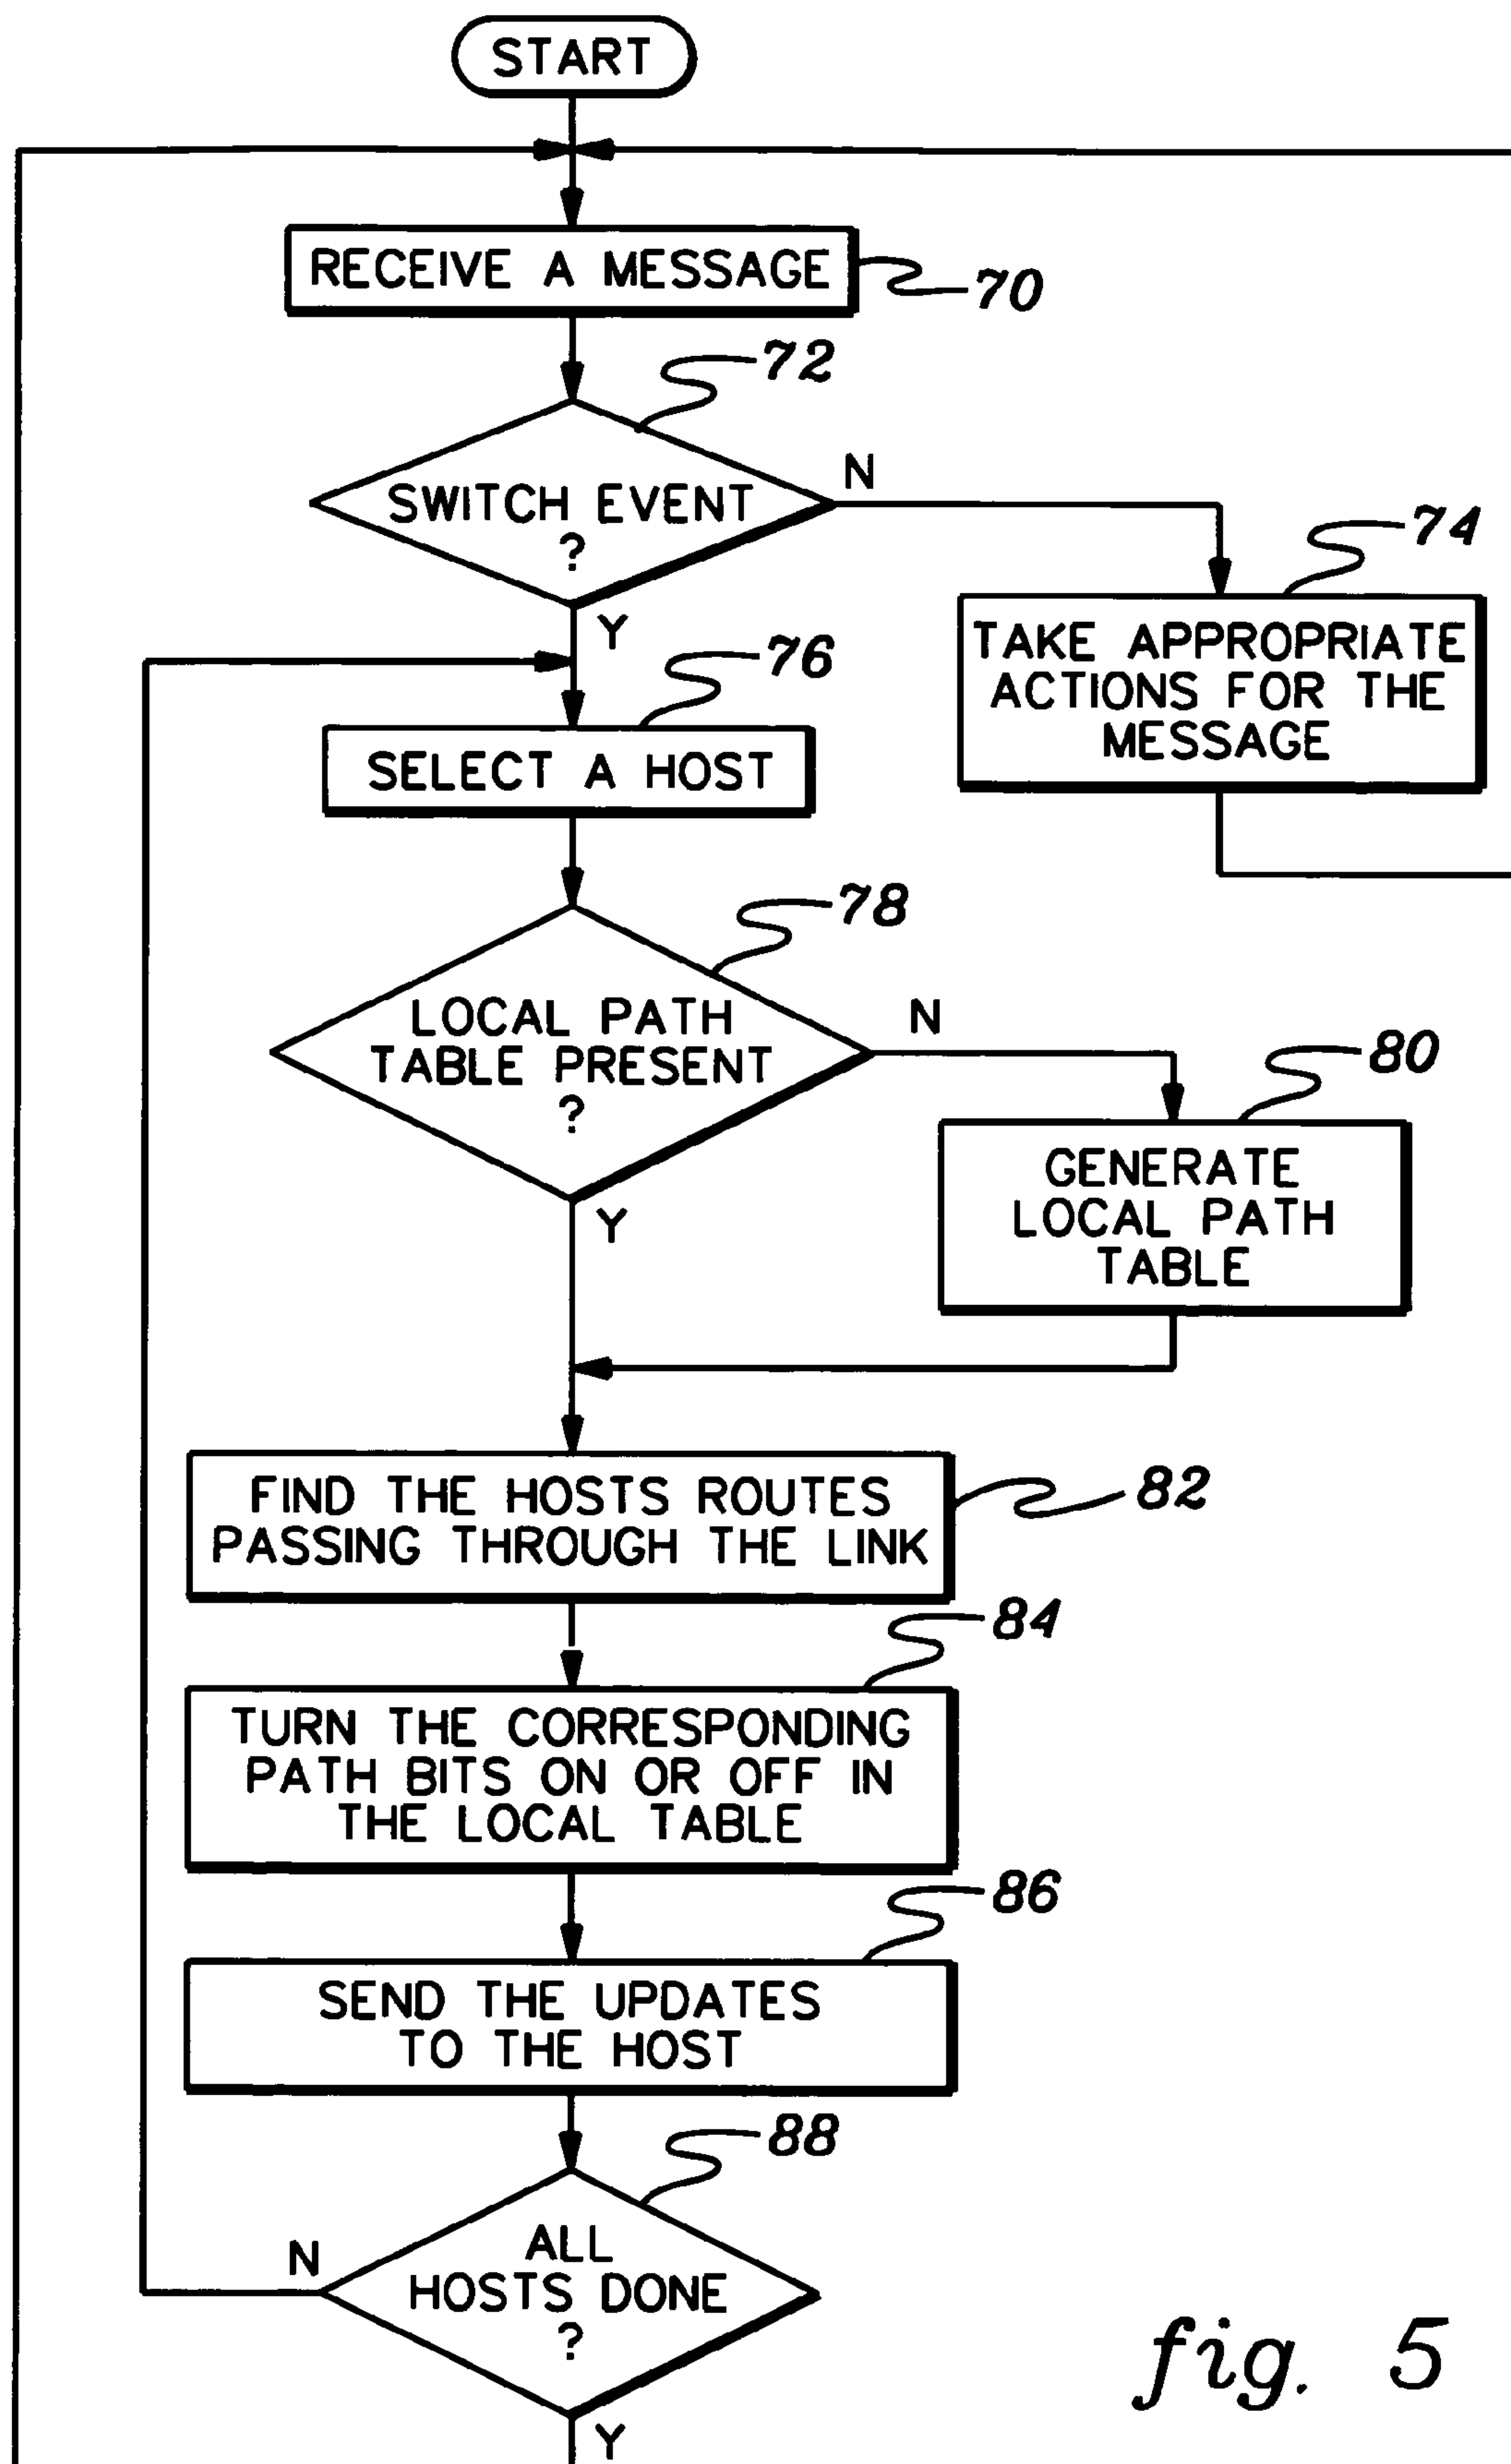 START
RECEIVE A MESSAGE
70
72
SWITCH EVENT
?
N
Y
74
TAKE APPROPRIATE
ACTIONS FOR THE
MESSAGE
76
SELECT A HOST
78
LOCAL PATH
TABLE PRESENT
?
N
Y
80
GENERATE
LOCAL PATH
TABLE
FIND THE HOSTS ROUTES
PASSING THROUGH THE LINK
82
84
TURN THE CORRESPONDING
PATH BITS ON OR OFF IN
THE LOCAL TABLE
86
SEND THE UPDATES
TO THE HOST
88
ALL
HOSTS DONE
?
N
Y
fig. 5